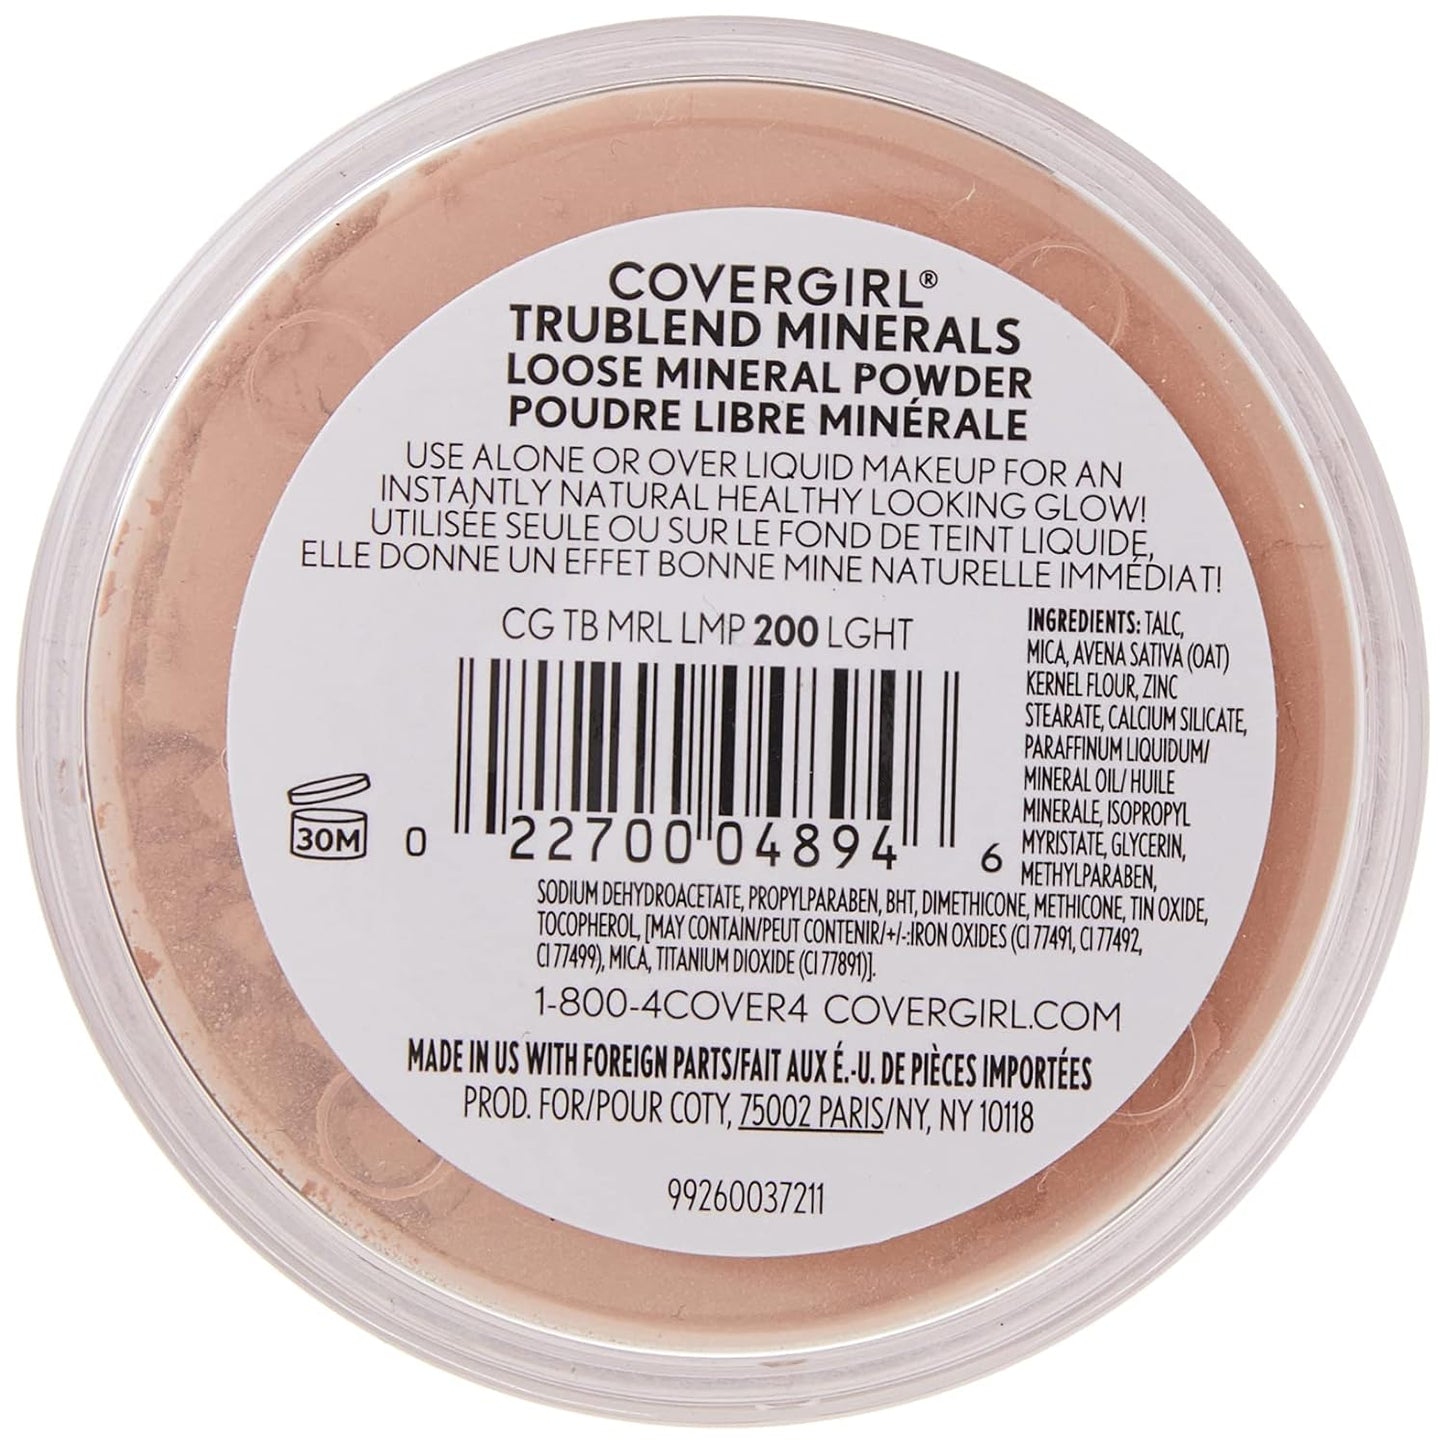 COVERGIRL®
TRUBLEND MINERALS
LOOSE MINERAL POWDER
POUDRE LIBRE MINÉRALE
USE ALONE OR OVER LIQUID MAKEUP FOR AN
INSTANTLY NATURAL HEALTHY LOOKING GLOW!
UTILISÉE SEULE OU SUR LE FOND DE TEINT LIQUIDE,
ELLE DONNE UN EFFET BONNE MINE NATURELLE IMMÉDIAT!
CG TB MRL LMP 200 LGHT
30M
0 22700 04894 6
INGREDIENTS: TALC,
MICA, AVENA SATIVA (OAT)
KERNEL FLOUR, ZINC
STEARATE, CALCIUM SILICATE,
PARAFFINUM LIQUIDUM/
MINERAL OIL/ HUILE
MINERALE, ISOPROPYL
MYRISTATE, GLYCERIN,
METHYLPARABEN,
SODIUM DEHYDROACETATE, PROPYLPARABEN, BHT, DIMETHICONE, METHICONE, TIN OXIDE,
TOCOPHEROL, [MAY CONTAIN/PEUT CONTENIR/+/-:IRON OXIDES (CI 77491, CI 77492,
CI 77499), MICA, TITANIUM DIOXIDE (CI 77891)].
1-800-4COVER4 COVERGIRL.COM
MADE IN US WITH FOREIGN PARTS/FAIT AUX É.-U. DE PIÈCES IMPORTÉES
PROD. FOR/POUR COTY, 75002 PARIS/NY, NY 10118
99260037211